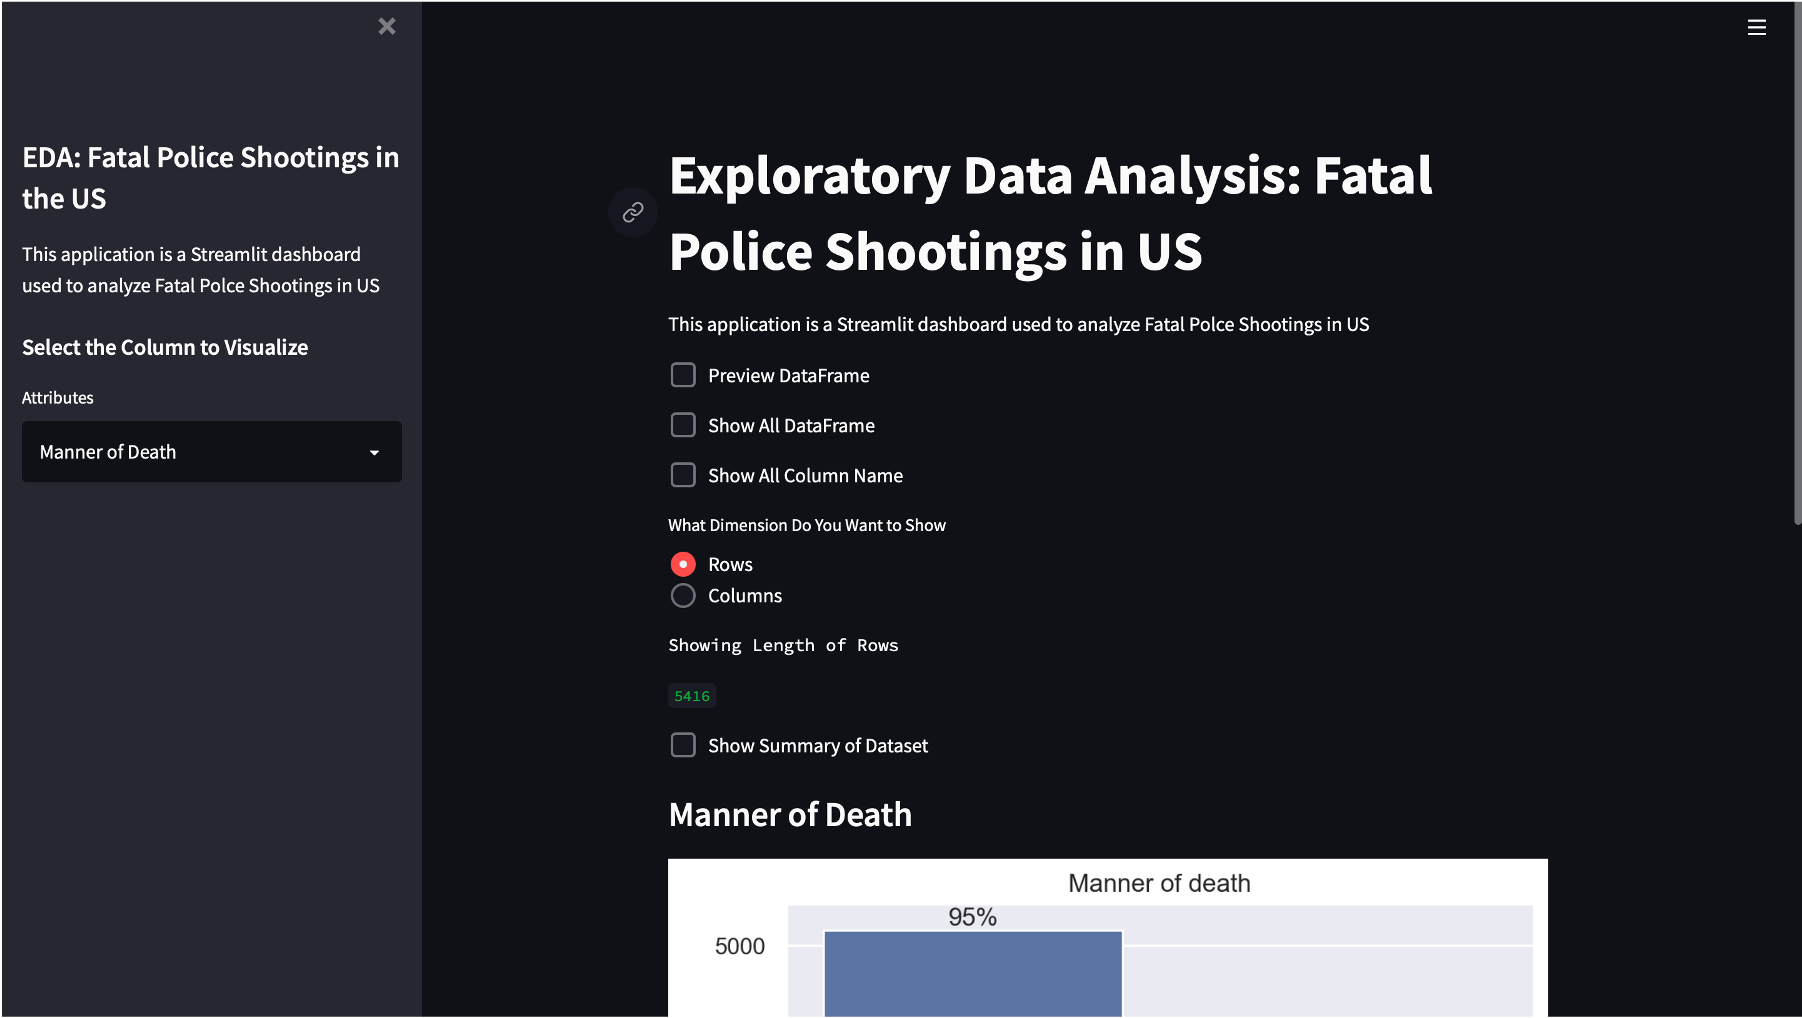 EDA: Fatal Police Shootings in
the US
This application is a Streamlit dashboard
used to analyze Fatal Polce Shootings in US
Select the Column to Visualize
Attributes
Manner of Death
Exploratory Data Analysis: Fatal
Police Shootings in US
This application is a Streamlit dashboard used to analyze Fatal Polce Shootings in US
Preview DataFrame
Show All DataFrame
Show All Column Name
What Dimension Do You Want to Show
Rows
Columns
Showing Length of Rows
5416
Show Summary of Dataset
Manner of Death
Manner of death
95%
5000